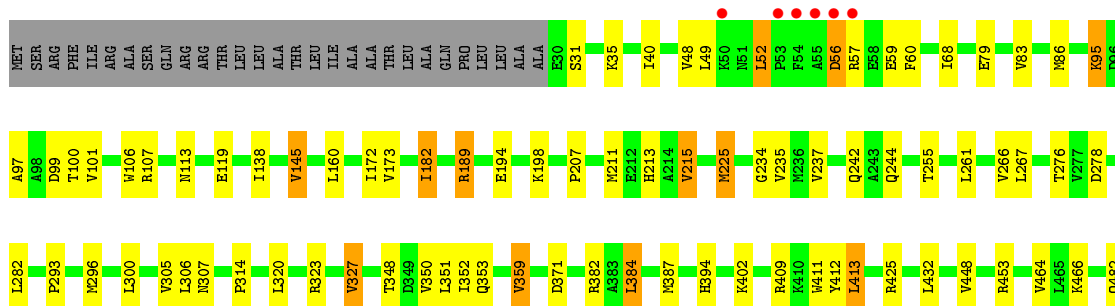 MET SER ARG PHE ILE ARG ALA SER GLN ARG ARG THR LEU LEU ALA THR LEU ILE ALA ALA THR LEU ALA GLN PRO LEU LEU ALA ALA E30 S31 K35 I40 V48 L49 K50 N51 L52 P53 F54 A55 D56 R57 E58 E59 F60 I68 E79 V83 M86 K95 D96
A97 A98 D99 T100 V101 W106 R107 N113 E119 I138 V145 L160 I172 V173 I182 R189 E194 K198 P207 M211 E212 H213 A214 V215 M225 G234 V235 M236 V237 Q242 A243 Q244 T255 L261 V266 L267 T276 V277 D278
L282 P293 M296 L300 V305 L306 N307 P314 L320 R323 V327 T348 D349 V350 L351 I352 Q353 V359 D371 R382 A383 L384 M387 H394 K402 R409 K410 W411 Y412 L413 R425 L432 V448 R453 V464 L465 K466